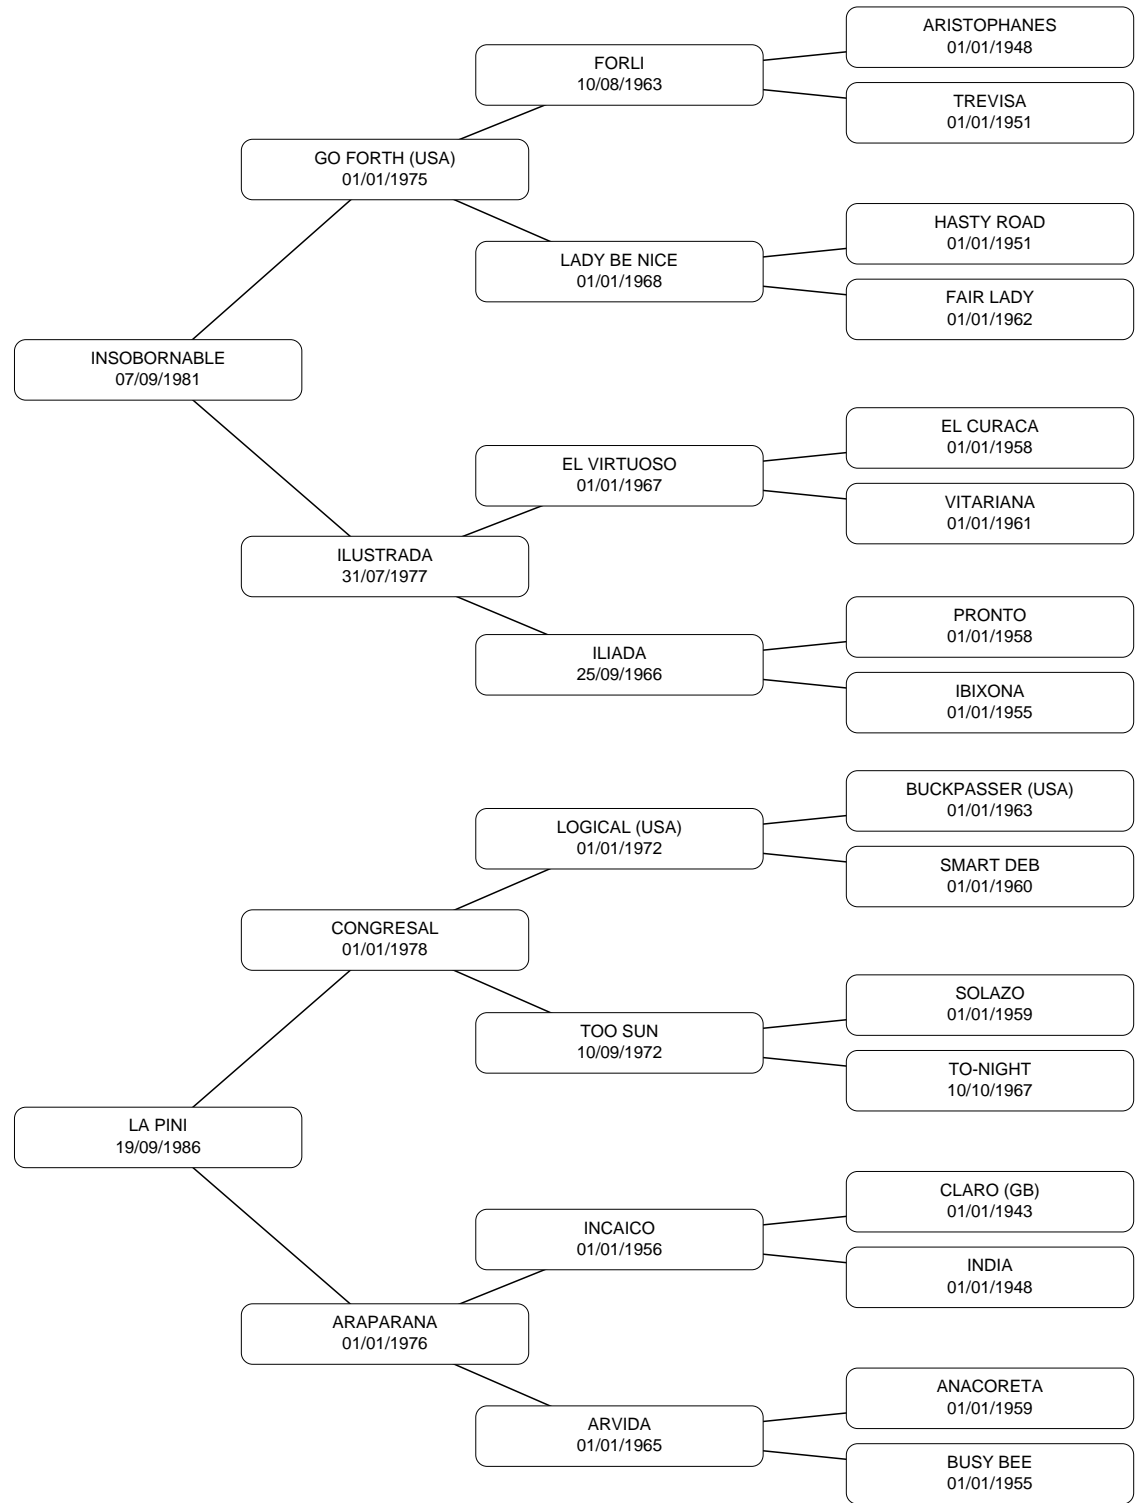 ARISTOPHANES
01/01/1948
FORLI
10/08/1963
TREVISA
01/01/1951
GO FORTH (USA)
01/01/1975
HASTY ROAD
01/01/1951
LADY BE NICE
01/01/1968
FAIR LADY
01/01/1962
INSOBORNABLE
07/09/1981
EL CURACA
01/01/1958
EL VIRTUOSO
01/01/1967
VITARIANA
01/01/1961
ILUSTRADA
31/07/1977
PRONTO
01/01/1958
ILIADA
25/09/1966
IBIXONA
01/01/1955
BUCKPASSER (USA)
01/01/1963
LOGICAL (USA)
01/01/1972
SMART DEB
01/01/1960
CONGRESAL
01/01/1978
SOLAZO
01/01/1959
TOO SUN
10/09/1972
TO-NIGHT
10/10/1967
LA PINI
19/09/1986
CLARO (GB)
01/01/1943
INCAICO
01/01/1956
INDIA
01/01/1948
ARAPARANA
01/01/1976
ANACORETA
01/01/1959
ARVIDA
01/01/1965
BUSY BEE
01/01/1955